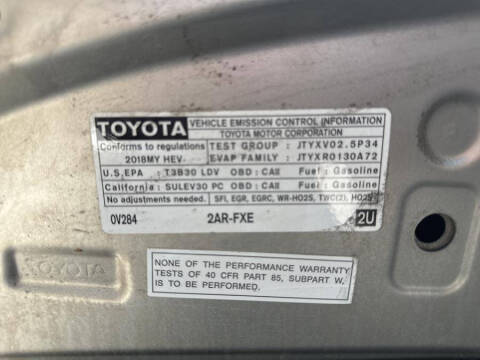 TOYOTA VEHICLE EMISSION CONTROL INFORMATION
TOYOTA MOTOR CORPORATION
Conforms to regulations TEST GROUP : JTYXV02.5P34
2018MY HEV EVAP FAMILY : JTYXR0130A72
U.S.EPA : T3B30 LDV OBD : CAII Fuel : Gasoline
California : SULEV30 PC OBD : CAII Fuel : Gasoline
No adjustments needed. SFI, EGR, EGRC, WR-HO2S, TWC(2), HO2S
0V284 2AR-FXE 2U
TOYOTA
NONE OF THE PERFORMANCE WARRANTY
TESTS OF 40 CFR PART 85, SUBPART W,
IS TO BE PERFORMED.